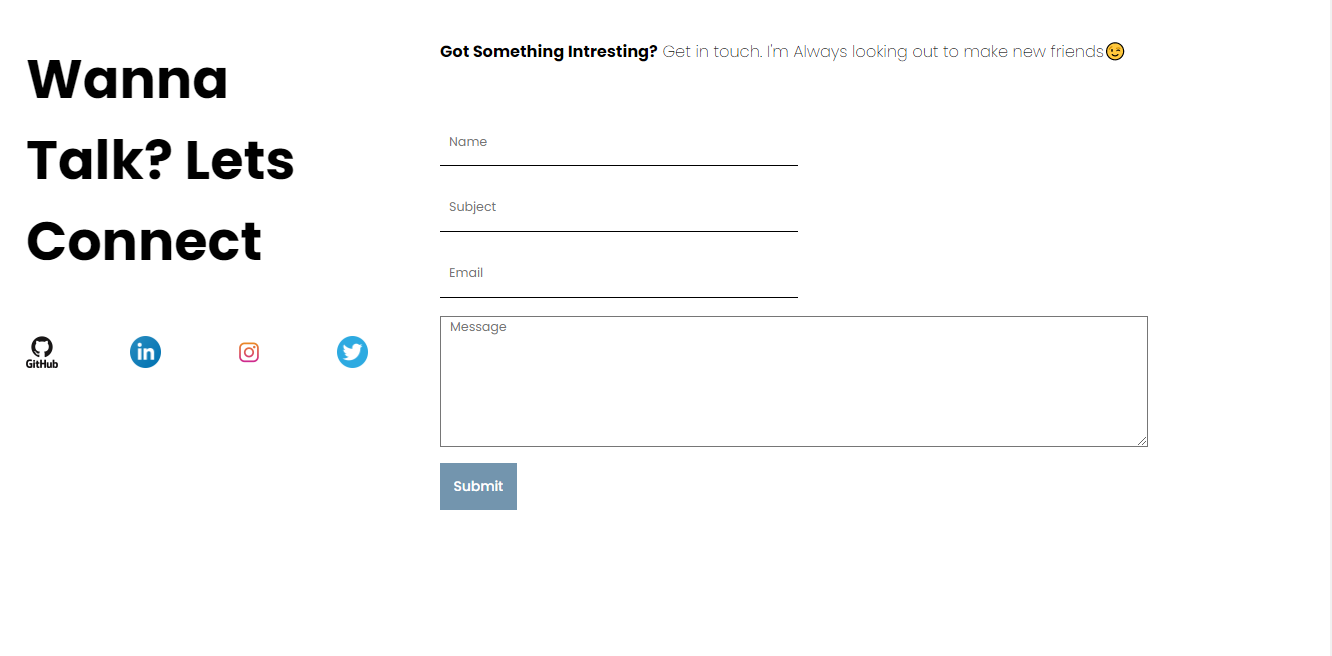 Wanna
Talk? Lets
Connect
GitHub
in
Got Something Intresting? Get in touch. I'm Always looking out to make new friends😉
Name
Subject
Email
Message
Submit